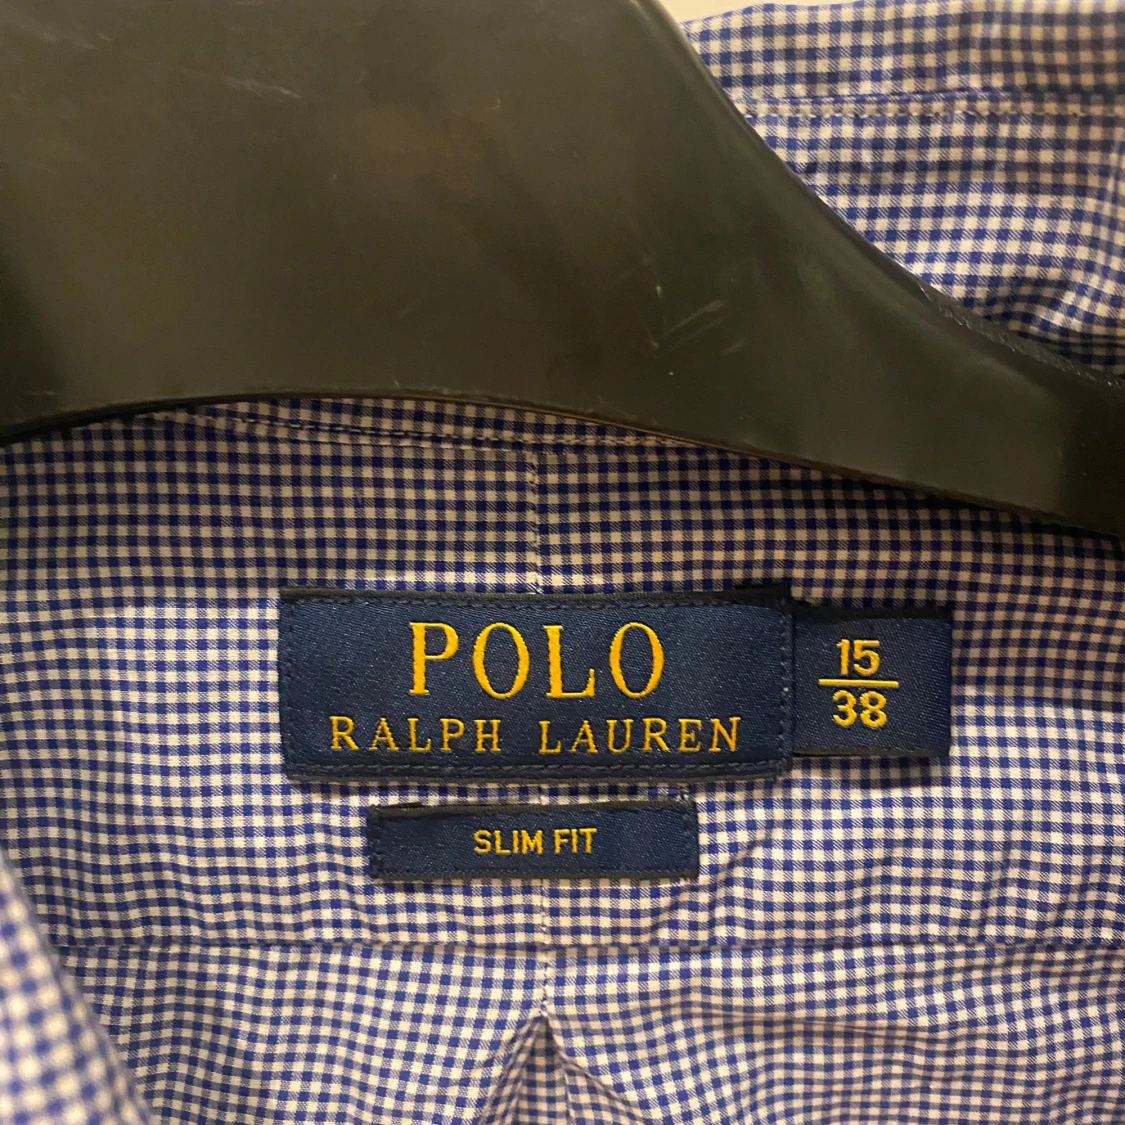 POLO
RALPH LAUREN
15
38
SLIM FIT